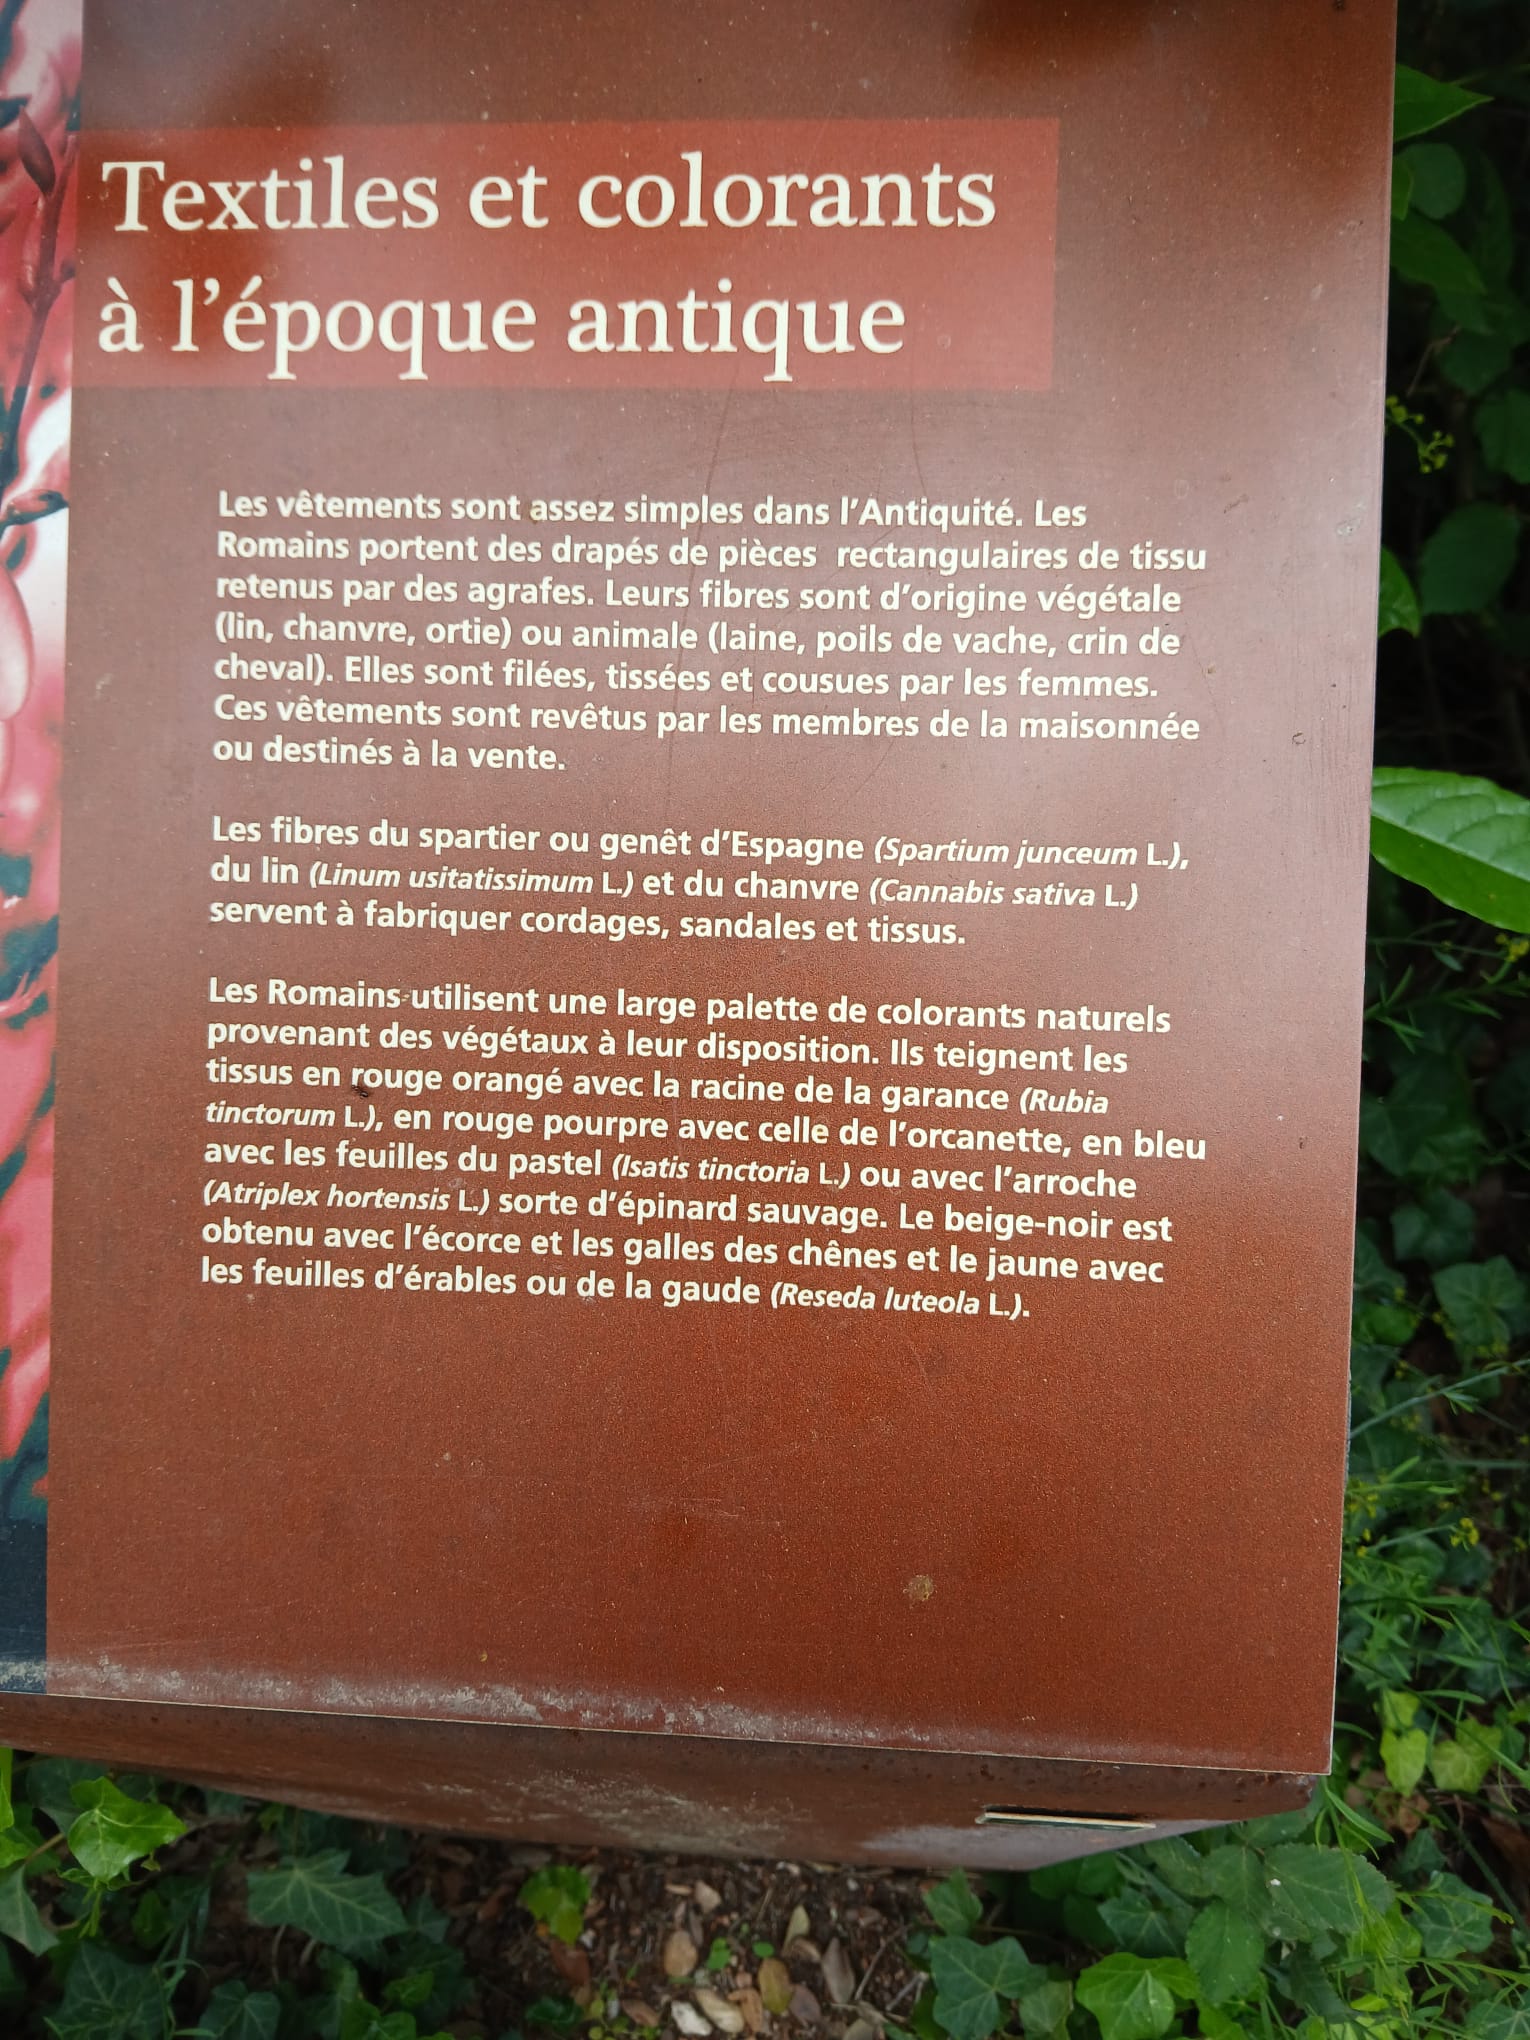 Textiles et colorants
à l’époque antique
Les vêtements sont assez simples dans l’Antiquité. Les
Romains portent des drapés de pièces rectangulaires de tissu
retenus par des agrafes. Leurs fibres sont d’origine végétale
(lin, chanvre, ortie) ou animale (laine, poils de vache, crin de
cheval). Elles sont filées, tissées et cousues par les femmes.
Ces vêtements sont revêtus par les membres de la maisonnée
ou destinés à la vente.
Les fibres du spartier ou genêt d’Espagne (Spartium junceum L.),
du lin (Linum usitatissimum L.) et du chanvre (Cannabis sativa L.)
servent à fabriquer cordages, sandales et tissus.
Les Romains utilisent une large palette de colorants naturels
provenant des végétaux à leur disposition. Ils teignent les
tissus en rouge orangé avec la racine de la garance (Rubia
tinctorum L.), en rouge pourpre avec celle de l’orcanette, en bleu
avec les feuilles du pastel (Isatis tinctoria L.) ou avec l’arroche
(Atriplex hortensis L.) sorte d’épinard sauvage. Le beige-noir est
obtenu avec l’écorce et les galles des chênes et le jaune avec
les feuilles d’érables ou de la gaude (Reseda luteola L.).